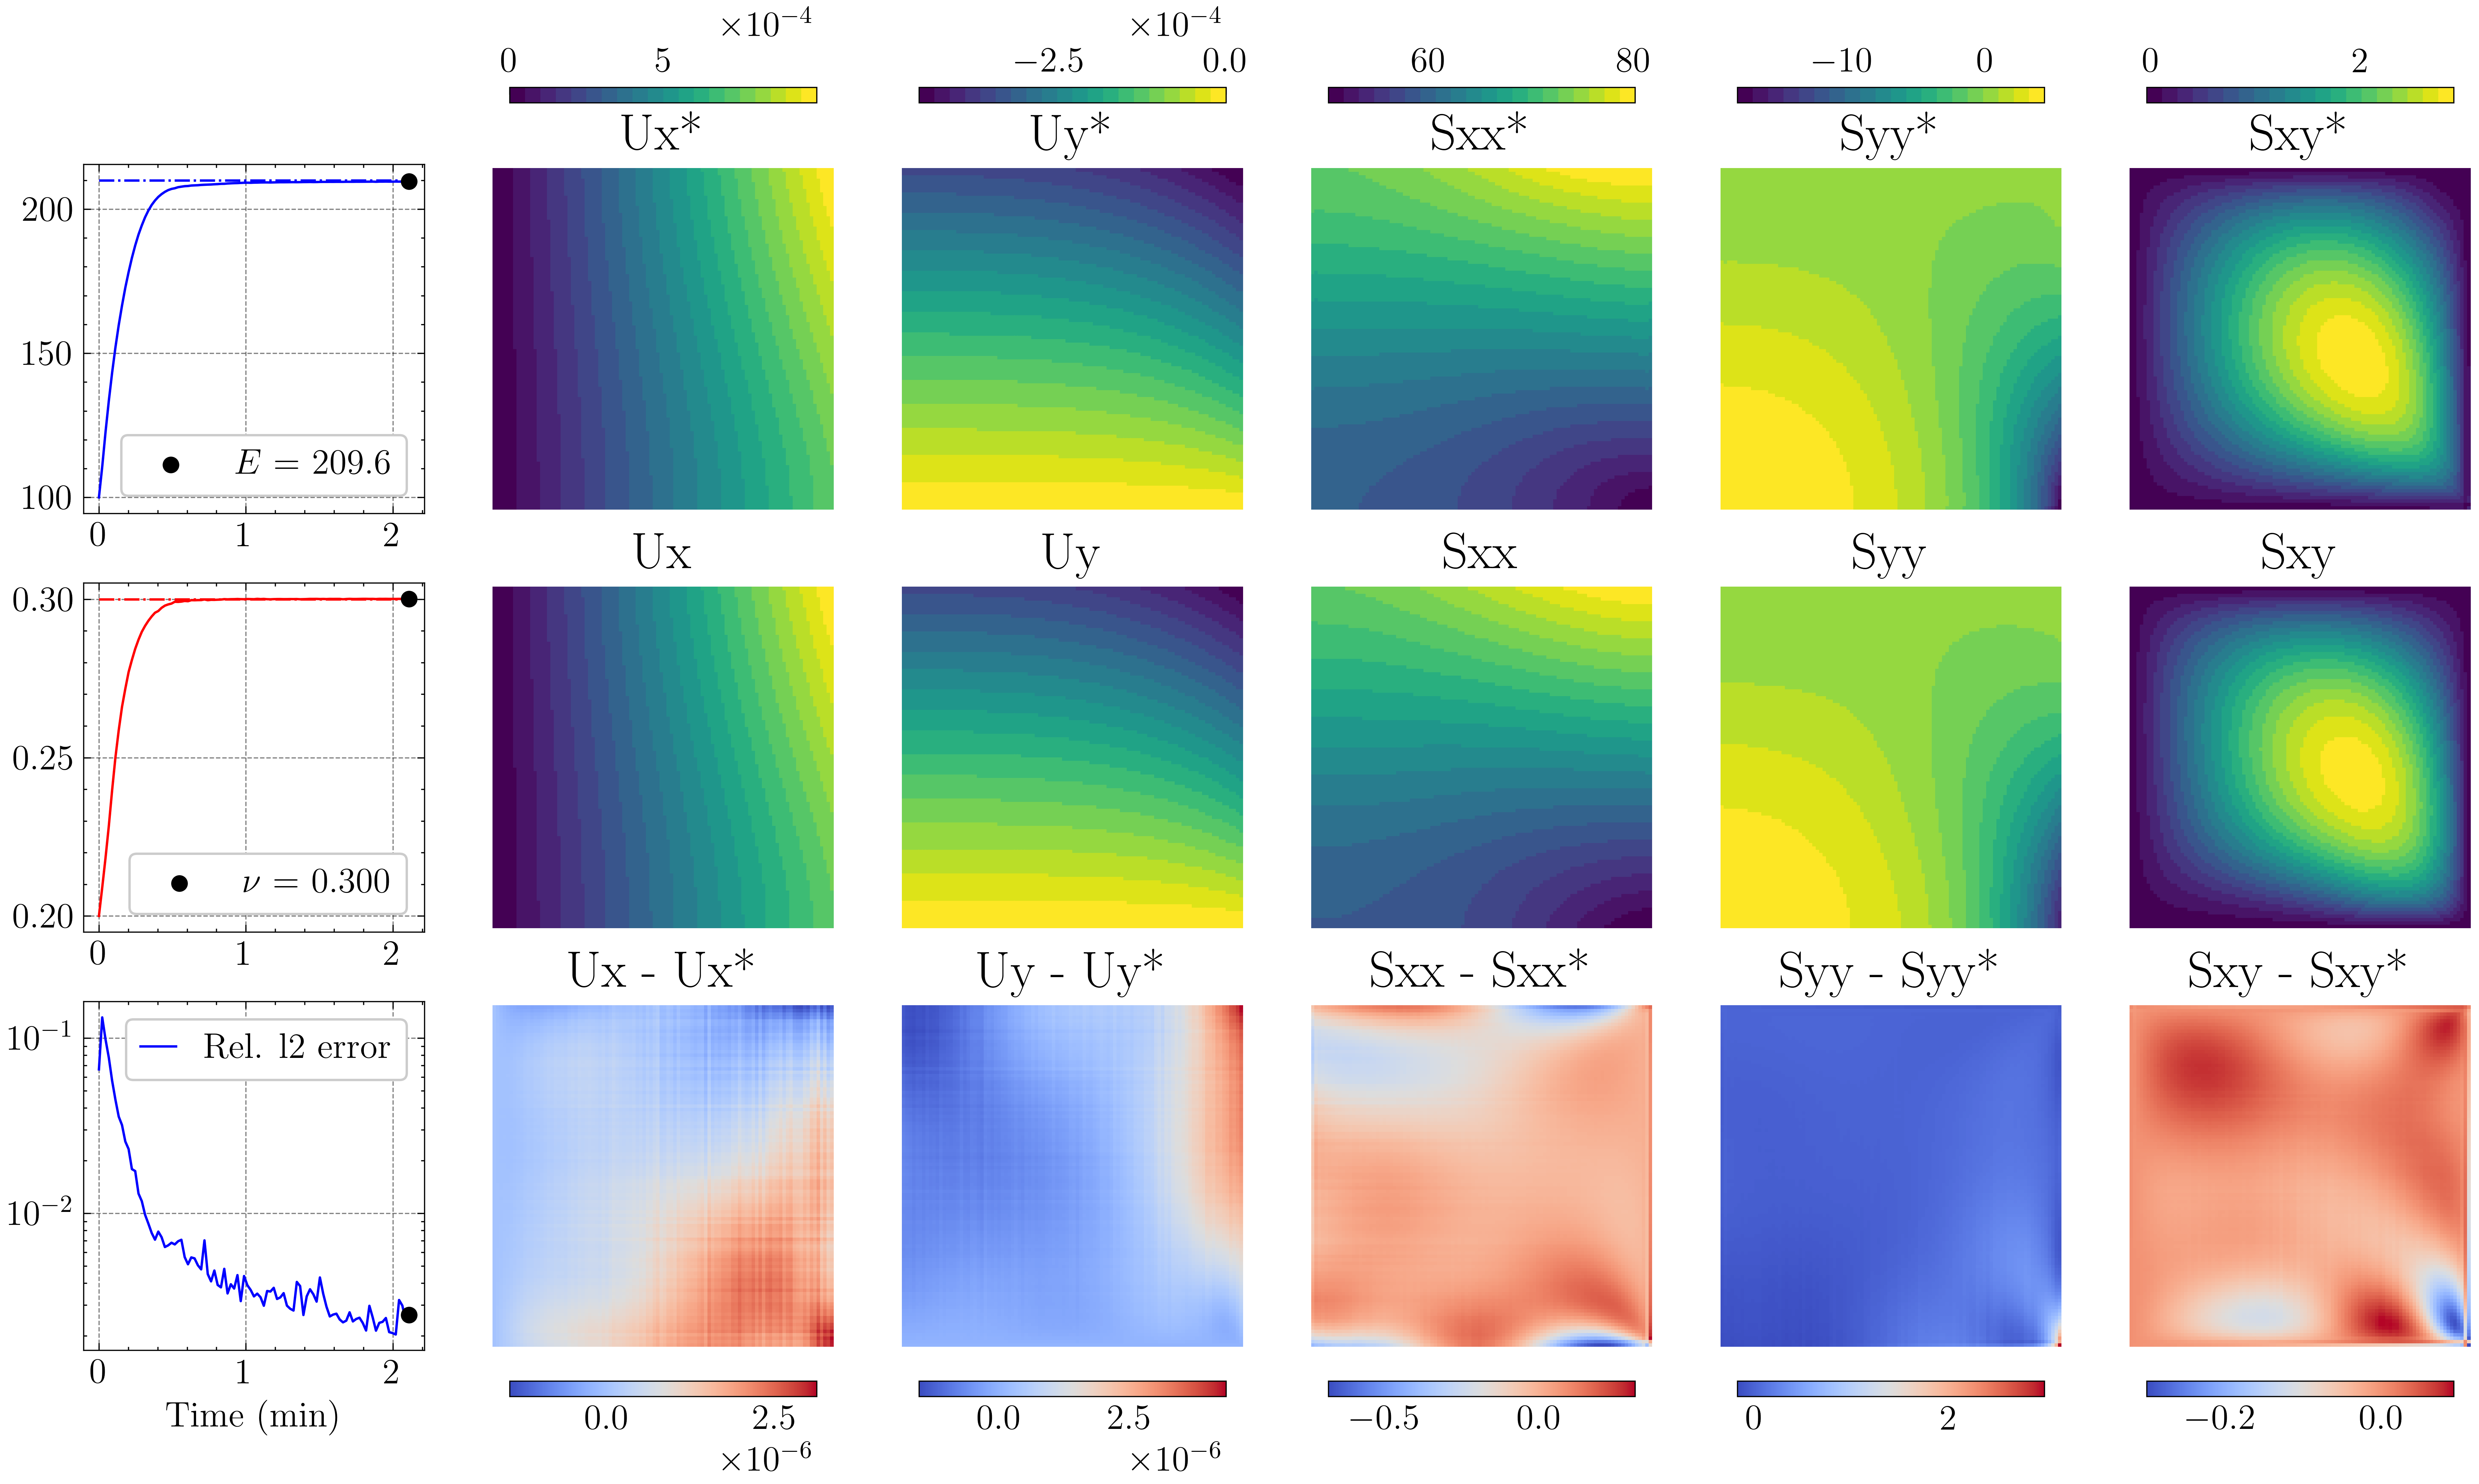 ×10⁻⁴ ×10⁻⁴
0 5 −2.5 0.0 60 80 −10 0 0 2
Ux* Uy* Sxx* Syy* Sxy*
200
150
100
E = 209.6
0 1 2
Ux Uy Sxx Syy Sxy
0.30
0.25
0.20
ν = 0.300
0 1 2
Ux - Ux* Uy - Uy* Sxx - Sxx* Syy - Syy* Sxy - Sxy*
10⁻¹
10⁻²
Rel. l2 error
0 1 2
Time (min)
0.0 2.5 0.0 2.5 −0.5 0.0 0 2 −0.2 0.0
×10⁻⁶ ×10⁻⁶